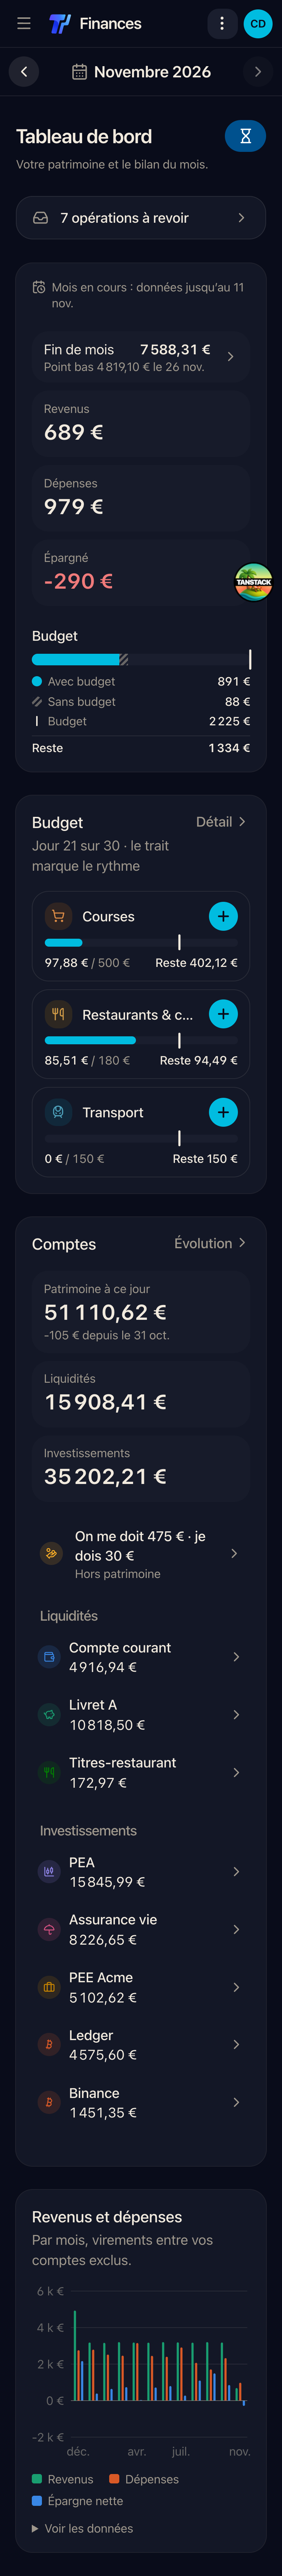 Finances
CD
Novembre 2026
Tableau de bord
Votre patrimoine et le bilan du mois.
7 opérations à revoir
Mois en cours : données jusqu'au 11
nov.
Fin de mois 7 588,31 €
Point bas 4 819,10 € le 26 nov.
Revenus
689 €
Dépenses
979 €
Épargné
-290 €
TANSTACK
Budget
Avec budget 891 €
Sans budget 88 €
Budget 2 225 €
Reste 1 334 €
Budget Détail
Jour 21 sur 30 · le trait
marque le rythme
Courses
97,88 € / 500 € Reste 402,12 €
Restaurants & c...
85,51 € / 180 € Reste 94,49 €
Transport
0 € / 150 € Reste 150 €
Comptes Évolution
Patrimoine à ce jour
51 110,62 €
-105 € depuis le 31 oct.
Liquidités
15 908,41 €
Investissements
35 202,21 €
On me doit 475 € · je
dois 30 €
Hors patrimoine
Liquidités
Compte courant
4 916,94 €
Livret A
10 818,50 €
Titres-restaurant
172,97 €
Investissements
PEA
15 845,99 €
Assurance vie
8 226,65 €
PEE Acme
5 102,62 €
Ledger
4 575,60 €
Binance
1 451,35 €
Revenus et dépenses
Par mois, virements entre vos
comptes exclus.
6 k €
4 k €
2 k €
0 €
-2 k €
déc. avr. juil. nov.
Revenus Dépenses
Épargne nette
Voir les données